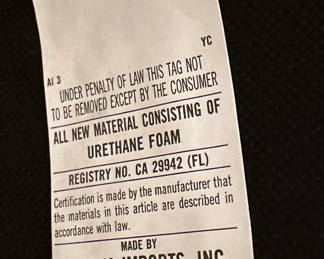 YC
AI 3
UNDER PENALTY OF LAW THIS TAG NOT
TO BE REMOVED EXCEPT BY THE CONSUMER
ALL NEW MATERIAL CONSISTING OF
URETHANE FOAM
REGISTRY NO. CA 29942 (FL)
Certification is made by the manufacturer that
the materials in this article are described in
accordance with law.
MADE BY
IMPORTS, INC.